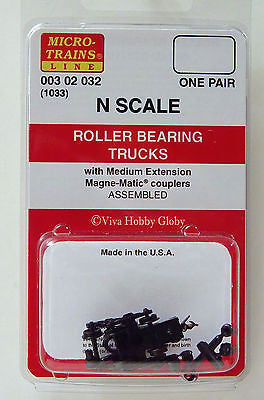 MICRO-
TRAINS®
LINE
003 02 032
(1033)
ONE PAIR
N SCALE
ROLLER BEARING
TRUCKS
with Medium Extension
Magne-Matic® couplers
ASSEMBLED
©Viva Hobby Globy
Made in the U.S.A.
birth